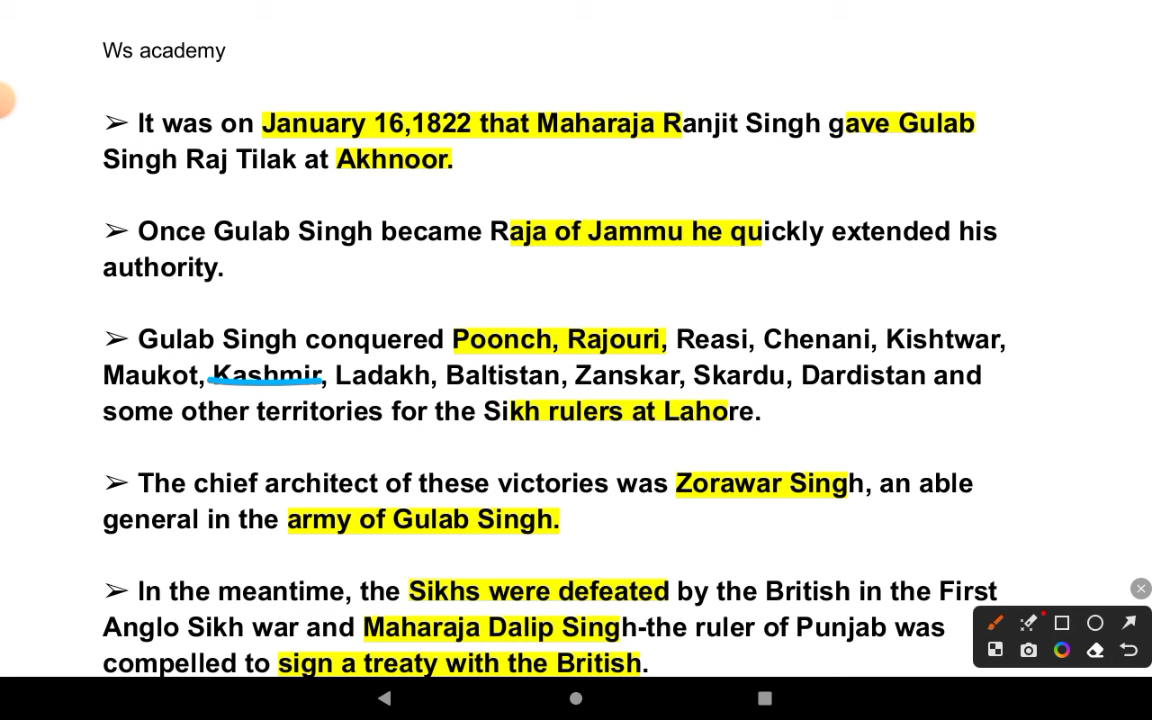 Ws academy
➢ It was on January 16,1822 that Maharaja Ranjit Singh gave Gulab
Singh Raj Tilak at Akhnoor.
➢ Once Gulab Singh became Raja of Jammu he quickly extended his
authority.
➢ Gulab Singh conquered Poonch, Rajouri, Reasi, Chenani, Kishtwar,
Maukot, Kashmir, Ladakh, Baltistan, Zanskar, Skardu, Dardistan and
some other territories for the Sikh rulers at Lahore.
➢ The chief architect of these victories was Zorawar Singh, an able
general in the army of Gulab Singh.
➢ In the meantime, the Sikhs were defeated by the British in the First
Anglo Sikh war and Maharaja Dalip Singh-the ruler of Punjab was
compelled to sign a treaty with the British.